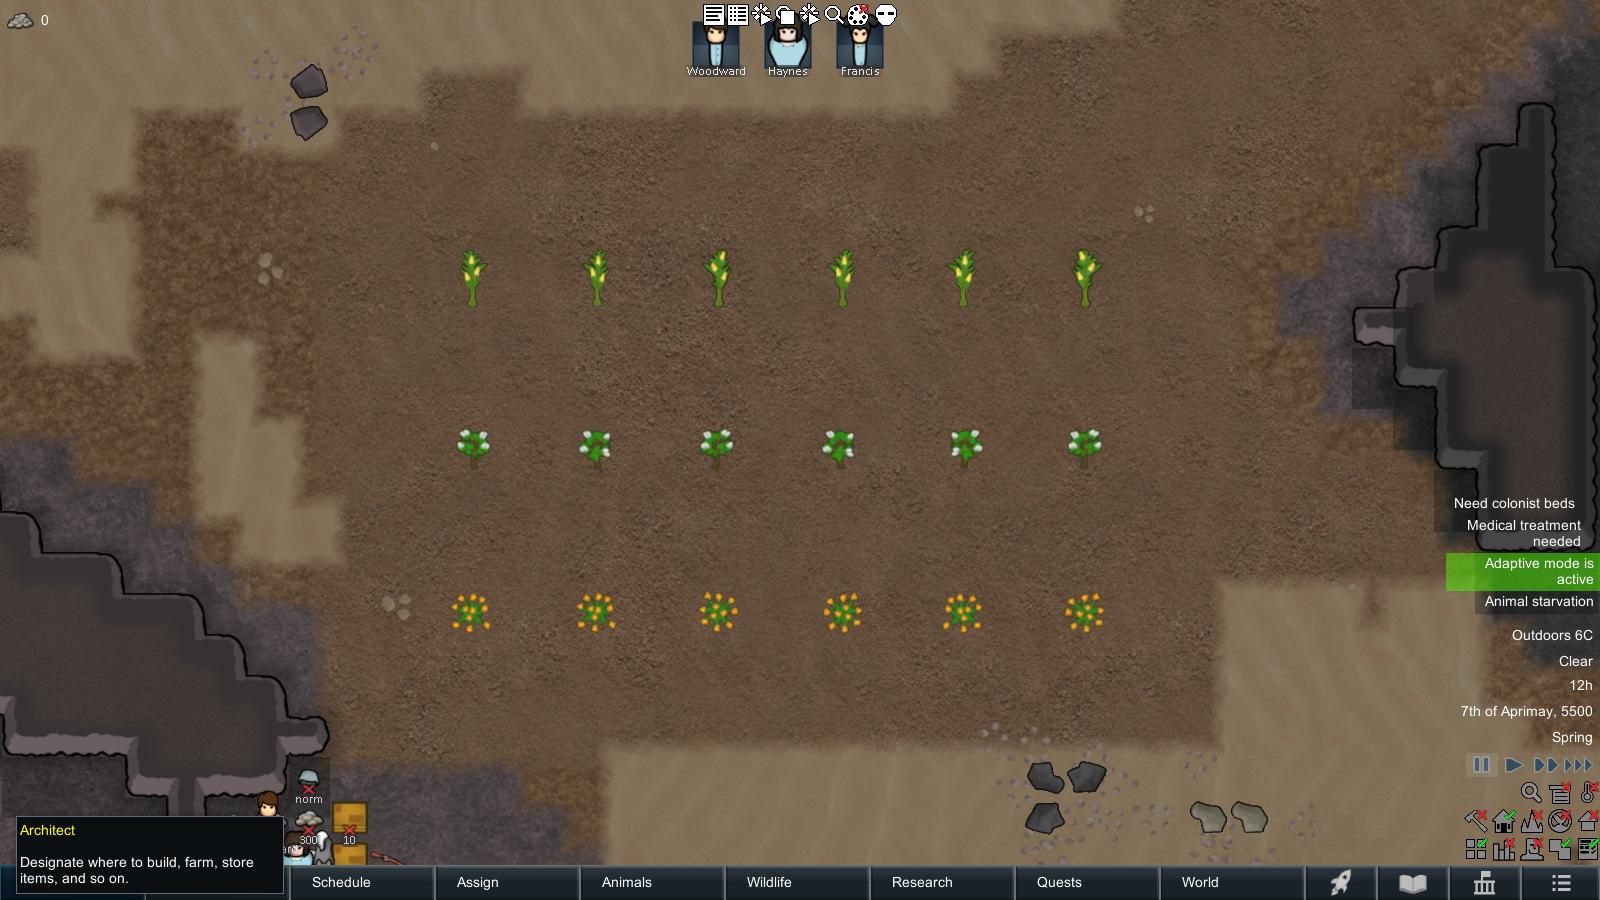 0
Woodward
Haynes
Francis
Need colonist beds
Medical treatment
needed
Adaptive mode is
active
Animal starvation
Outdoors 6C
Clear
12h
7th of Aprimay, 5500
Spring
norm
300
10
Architect
Designate where to build, farm, store
items, and so on.
Schedule
Assign
Animals
Wildlife
Research
Quests
World